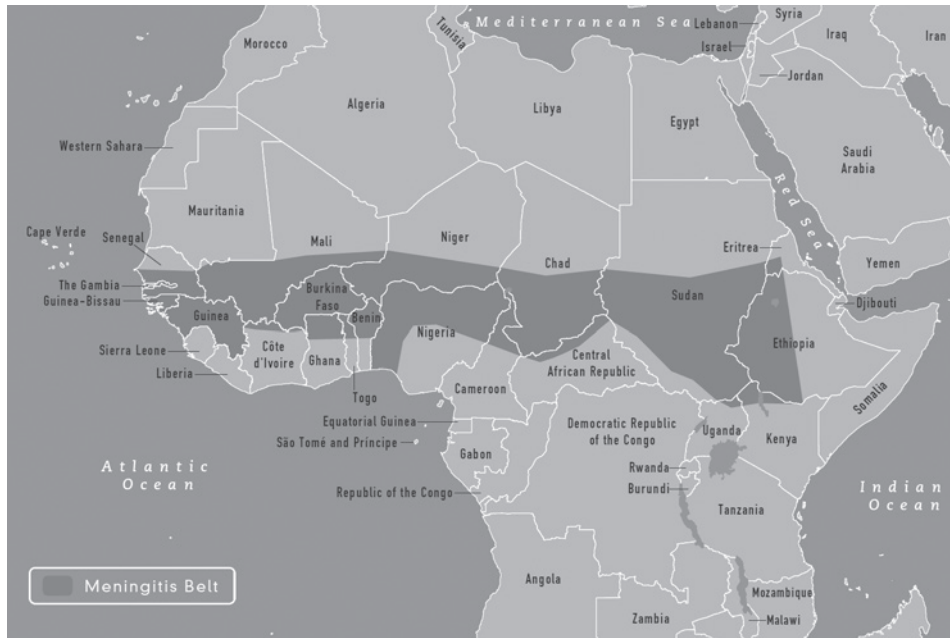 Mediterranean Sea
Lebanon
Syria
Tunisia
Morocco
Israel
Iraq
Iran
Jordan
Algeria
Libya
Egypt
Western Sahara
Saudi
Arabia
Red Sea
Mauritania
Mali
Niger
Cape Verde
Senegal
Eritrea
Chad
Yemen
The Gambia
Guinea-Bissau
Burkina
Faso
Sudan
Djibouti
Guinea
Benin
Nigeria
Ethiopia
Sierra Leone
Côte
d'Ivoire
Ghana
Central
African Republic
Liberia
Togo
Cameroon
Somalia
Equatorial Guinea
Democratic Republic
of the Congo
Uganda
Kenya
São Tomé and Príncipe
Gabon
Rwanda
Atlantic
Ocean
Republic of the Congo
Burundi
Indian
Ocean
Tanzania
Meningitis Belt
Angola
Mozambique
Zambia
Malawi